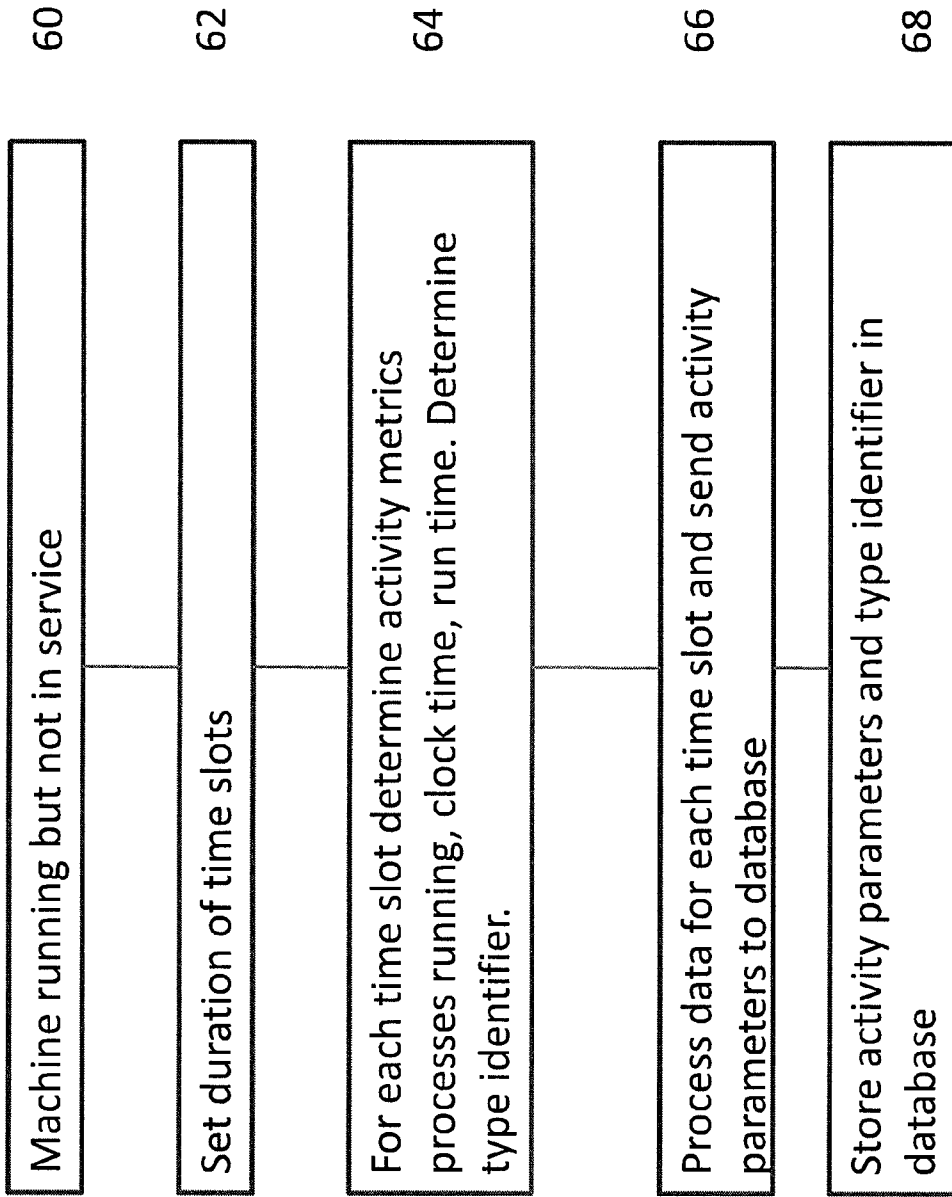 Machine running but not in service
60
Set duration of time slots
62
For each time slot determine activity metrics
processes running, clock time, run time. Determine
type identifier.
64
Process data for each time slot and send activity
parameters to database
66
Store activity parameters and type identifier in
database
68